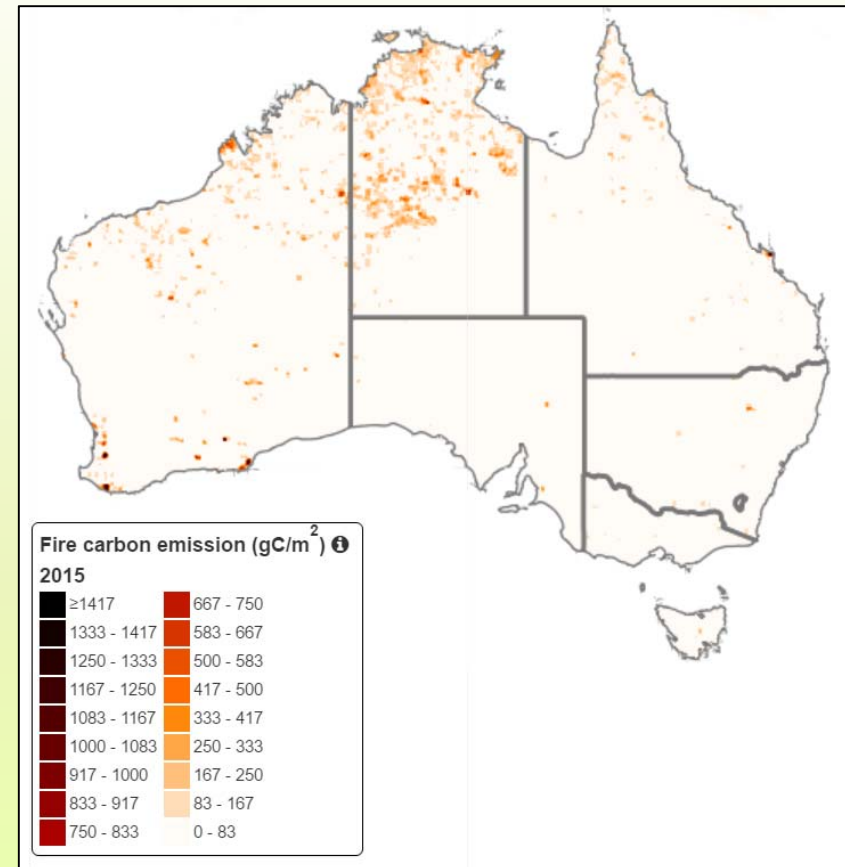 Fire carbon emission (gC/m²)
2015
≥1417
1333 - 1417
1250 - 1333
1167 - 1250
1083 - 1167
1000 - 1083
917 - 1000
833 - 917
750 - 833
667 - 750
583 - 667
500 - 583
417 - 500
333 - 417
250 - 333
167 - 250
83 - 167
0 - 83